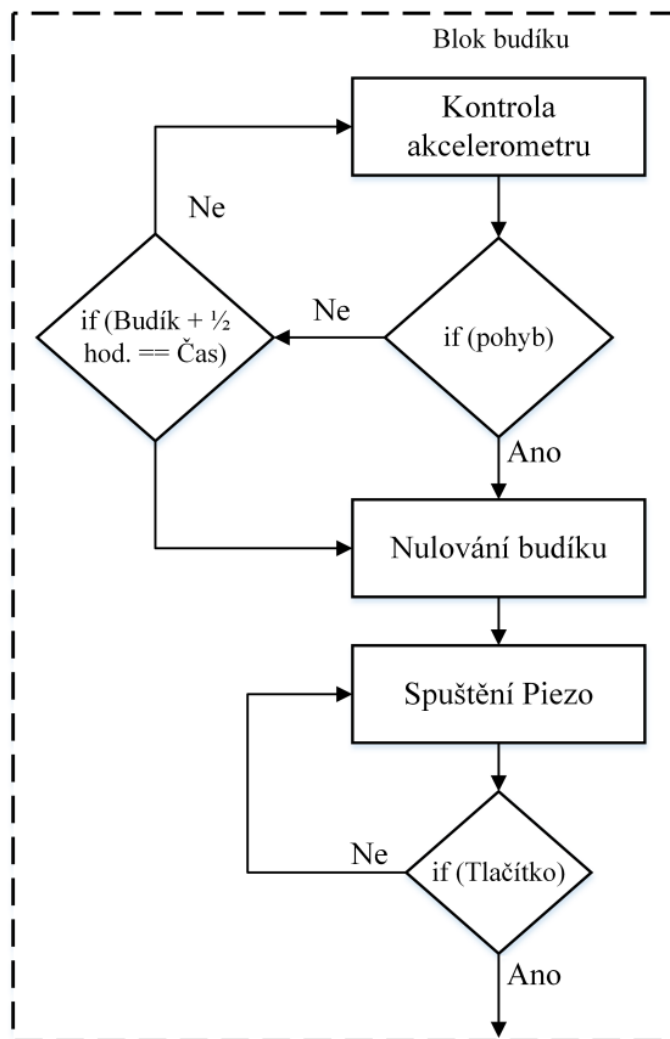 Blok budíku
Kontrola
akcelerometru
Ne
if (Budík + ½
hod. == Čas)
Ne
if (pohyb)
Ano
Nulování budíku
Spuštění Piezo
Ne
if (Tlačítko)
Ano